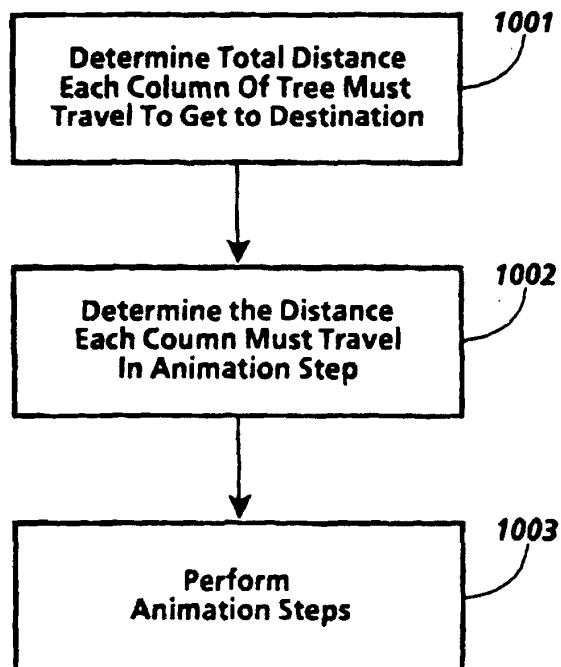 1001
Determine Total Distance
Each Column Of Tree Must
Travel To Get to Destination
1002
Determine the Distance
Each Coumn Must Travel
In Animation Step
1003
Perform
Animation Steps